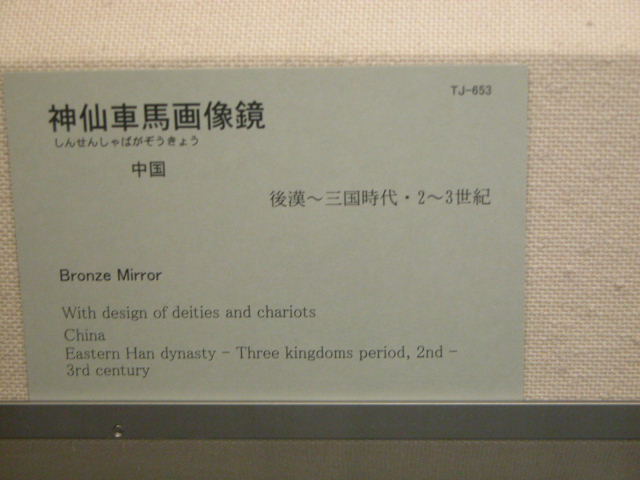 TJ-653
神仙車馬画像鏡
しんせんしゃばがぞうきょう
中国
後漢～三国時代・2～3世紀
Bronze Mirror
With design of deities and chariots
China
Eastern Han dynasty － Three kingdoms period, 2nd －
3rd century